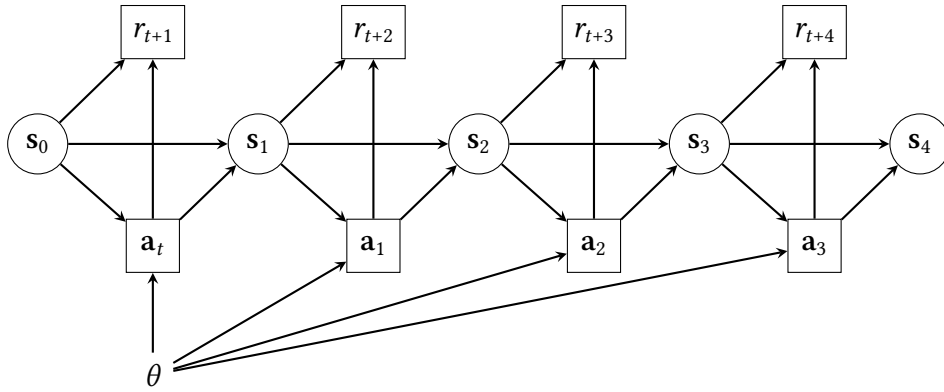 r_{t+1} r_{t+2} r_{t+3} r_{t+4}
s_0 s_1 s_2 s_3 s_4
a_t a_1 a_2 a_3
θ